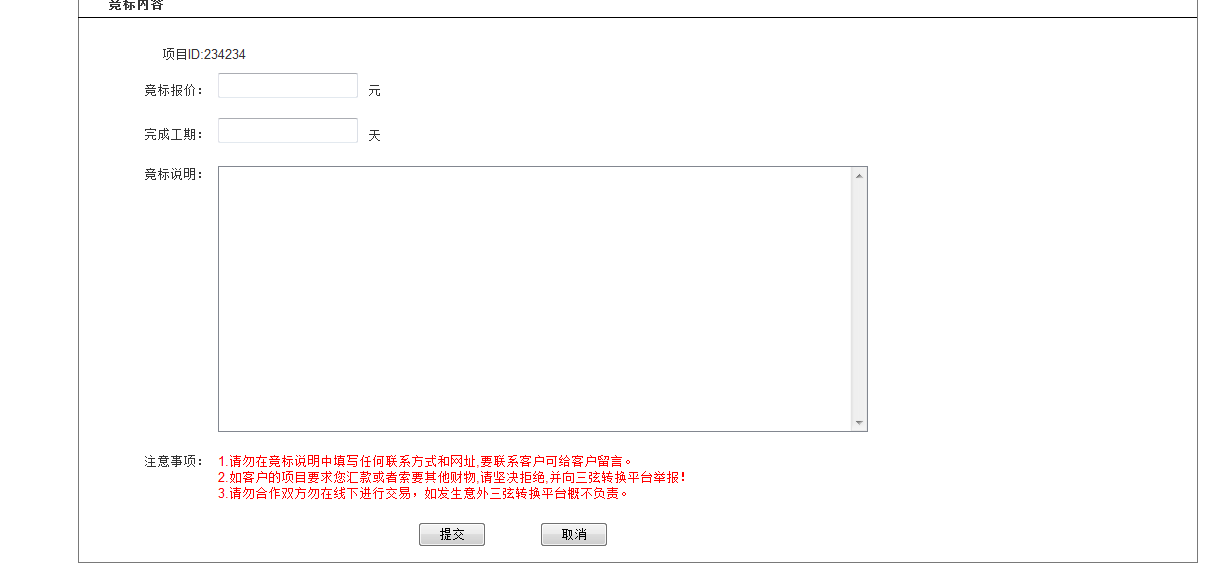 竞标内容
项目ID:234234
竟标报价： 元
完成工期： 天
竟标说明：
注意事项： 1.请勿在竟标说明中填写任何联系方式和网址,要联系客户可给客户留言。
2.如客户的项目要求您汇款或者索要其他财物,请坚决拒绝,并向三弦转换平台举报！
3.请勿合作双方勿在线下进行交易，如发生意外三弦转换平台概不负责。
提交 取消